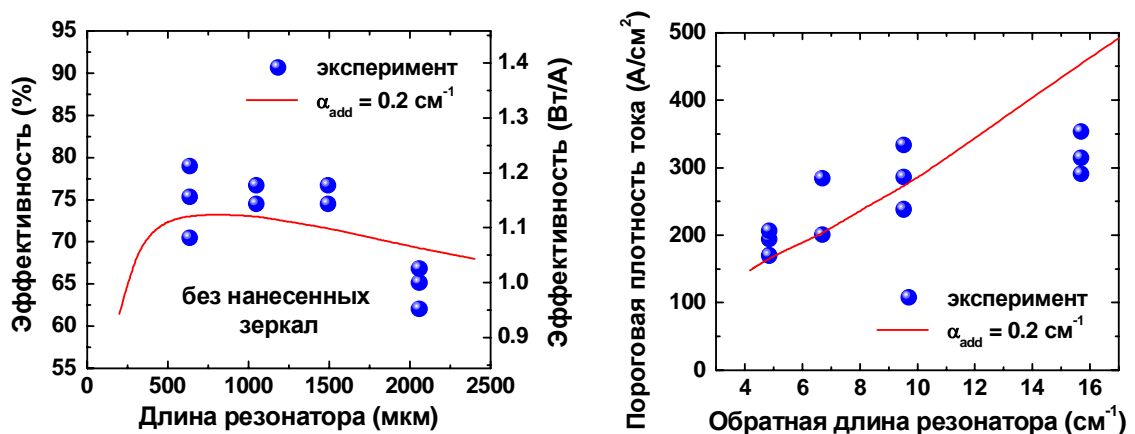 Эффективность (%)
95
90
85
80
75
70
65
60
55
эксперимент
α_add = 0.2 см⁻¹
без нанесенных
зеркал
0 500 1000 1500 2000 2500
Длина резонатора (мкм)
1.4
1.3
1.2
1.1
1.0
0.9
Эффективность (Вт/А)
Пороговая плотность тока (А/см²)
500
400
300
200
100
0
эксперимент
α_add = 0.2 см⁻¹
4 6 8 10 12 14 16
Обратная длина резонатора (см⁻¹)